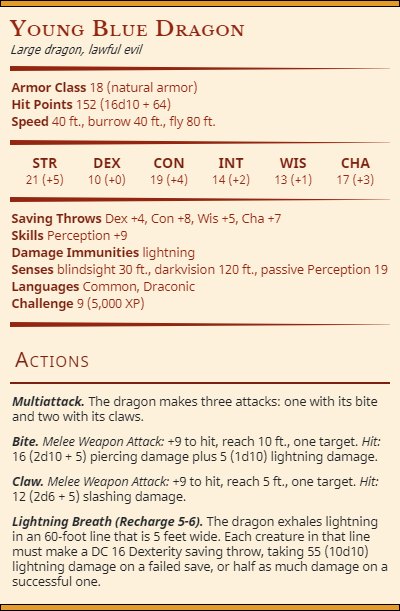 Young Blue Dragon
Large dragon, lawful evil
Armor Class 18 (natural armor)
Hit Points 152 (16d10 + 64)
Speed 40 ft., burrow 40 ft., fly 80 ft.
STR DEX CON INT WIS CHA
21 (+5) 10 (+0) 19 (+4) 14 (+2) 13 (+1) 17 (+3)
Saving Throws Dex +4, Con +8, Wis +5, Cha +7
Skills Perception +9
Damage Immunities lightning
Senses blindsight 30 ft., darkvision 120 ft., passive Perception 19
Languages Common, Draconic
Challenge 9 (5,000 XP)
Actions
Multiattack. The dragon makes three attacks: one with its bite
and two with its claws.
Bite. Melee Weapon Attack: +9 to hit, reach 10 ft., one target. Hit:
16 (2d10 + 5) piercing damage plus 5 (1d10) lightning damage.
Claw. Melee Weapon Attack: +9 to hit, reach 5 ft., one target. Hit:
12 (2d6 + 5) slashing damage.
Lightning Breath (Recharge 5-6). The dragon exhales lightning
in an 60-foot line that is 5 feet wide. Each creature in that line
must make a DC 16 Dexterity saving throw, taking 55 (10d10)
lightning damage on a failed save, or half as much damage on a
successful one.